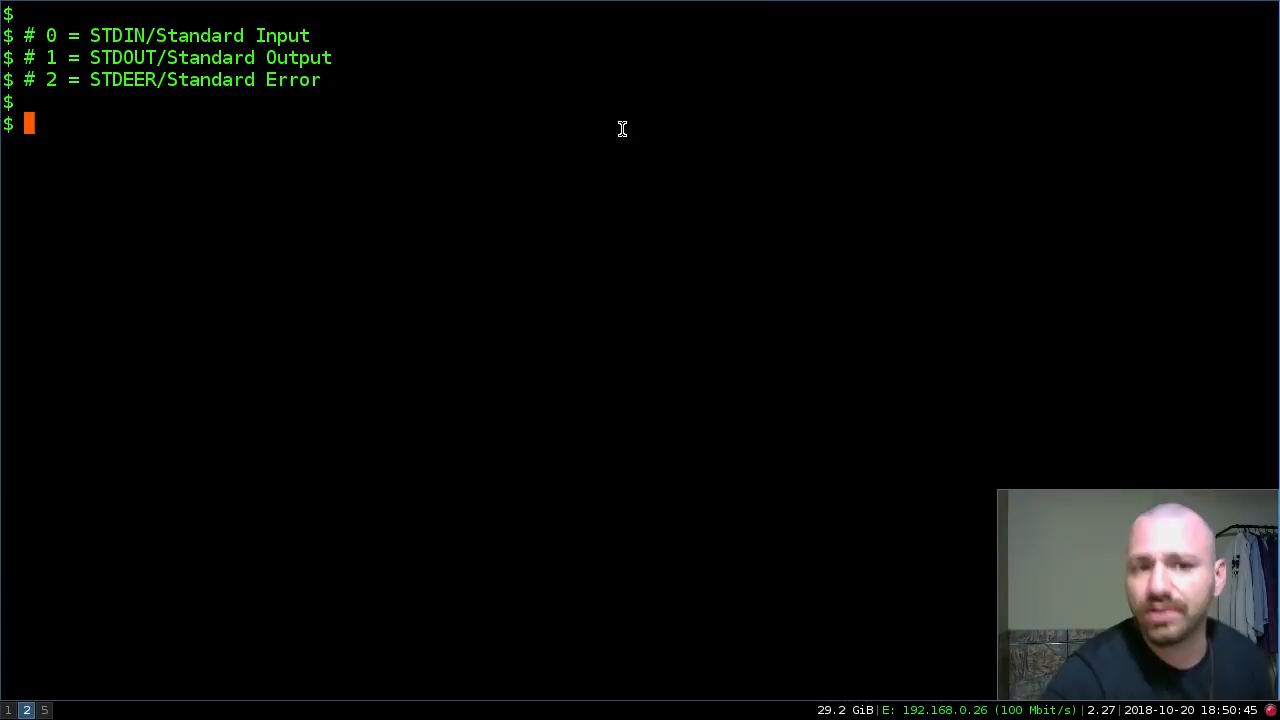 $
$ # 0 = STDIN/Standard Input
$ # 1 = STDOUT/Standard Output
$ # 2 = STDEER/Standard Error
$
$
1 2 5 29.2 GiB|E: 192.168.0.26 (100 Mbit/s)|2.27|2018-10-20 18:50:45